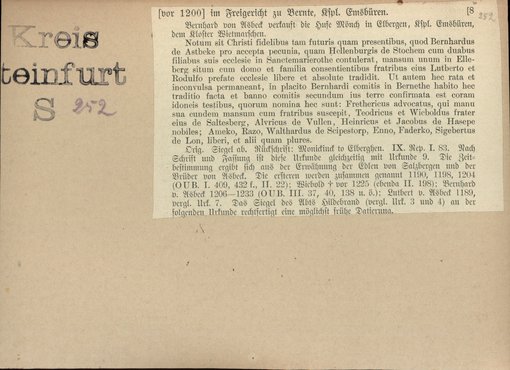 Kreis
teinfurt
S 252
[vor 1200] im Freigericht zu Bernte, Kspl. Emsbüren. [8
252
Bernhard von Asbeck verkauft die Hufe Mönch in Elbergen, Kspl. Emsbüren,
dem Kloster Wietmarschen.
Notum sit Christi fidelibus tam futuris quam presentibus, quod Bernhardus
de Astbeke pro accepta pecunia, quam Hellenburgis de Stochem cum duabus
filiabus suis ecclesie in Sanctemarierothe contulerat, mansum unum in Elle-
berg situm cum domo et familia consentientibus fratribus eius Lutberto et
Rodulfo prefate ecclesie libere et absolute tradidit. Ut autem hec rata et
inconvulsa permaneant, in placito Bernhardi comitis in Bernethe habito hec
traditio facta et banno comitis secundum ius terre confirmata est coram
idoneis testibus, quorum nomina hec sunt: Frethericus advocatus, qui manu
sua eundem mansum cum fratribus suscepit, Teodricus et Wicboldus frater
eius de Saltesberg, Alvricus de Vullen, Heinricus et Jacobus de Hasepe
nobiles; Ameko, Razo, Walthardus de Scipestorp, Enno, Faderko, Sigebertus
de Lon, liberi, et alii quam plures.
Orig. Siegel ab. Rückschrift: Monikinck to Elberghen. IX. Rep. I. 83. Nach
Schrift und Fassung ist diese Urkunde gleichzeitig mit Urkunde 9. Die Zeit-
bestimmung ergibt sich aus der Erwähnung der Edlen von Salzbergen und der
Brüder von Asbeck. Die ersteren werden zusammen genannt 1190, 1198, 1204
(OUB. I. 409, 432 f., II. 22); Wicbold † vor 1225 (ebenda II. 198); Bernhard
v. Asbeck 1206—1233 (OUB. III. 37, 40, 138 u. ö.); Lutbert v. Asbeck 1189,
vergl. Urk. 7. Das Siegel des Abts Hildebrand (vergl. Urk. 3 und 4) an der
folgenden Urkunde rechtfertigt eine möglichst frühe Datierung.